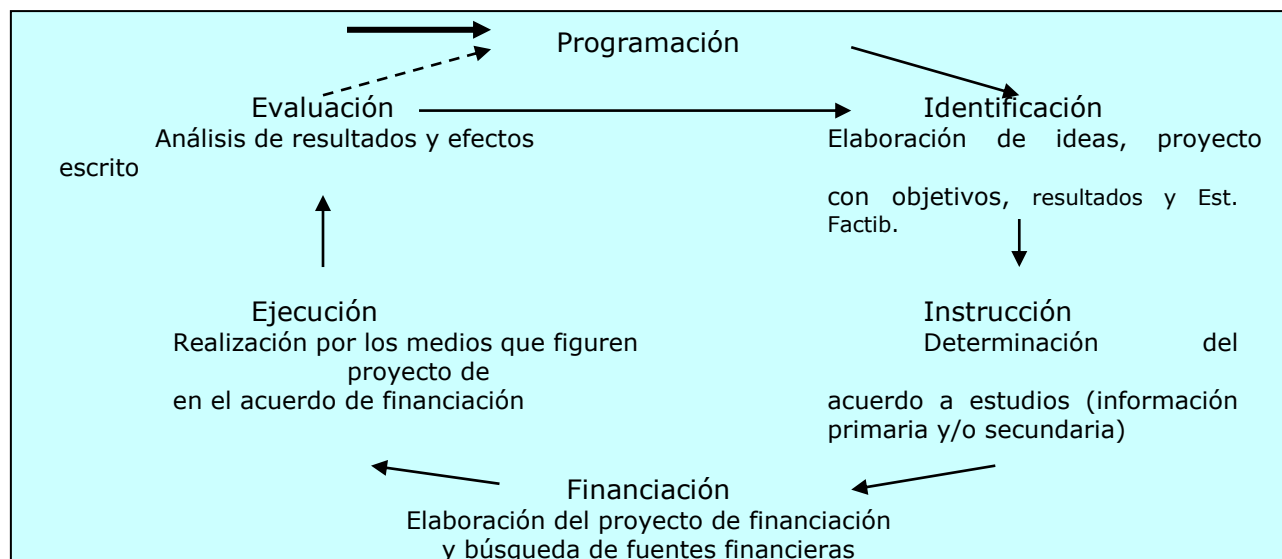 Programación
Evaluación
Identificación
Análisis de resultados y efectos
Elaboración de ideas, proyecto
escrito
con objetivos, resultados y Est.
Factib.
Ejecución
Instrucción
Realización por los medios que figuren
Determinación del
proyecto de
en el acuerdo de financiación
acuerdo a estudios (información
primaria y/o secundaria)
Financiación
Elaboración del proyecto de financiación
y búsqueda de fuentes financieras